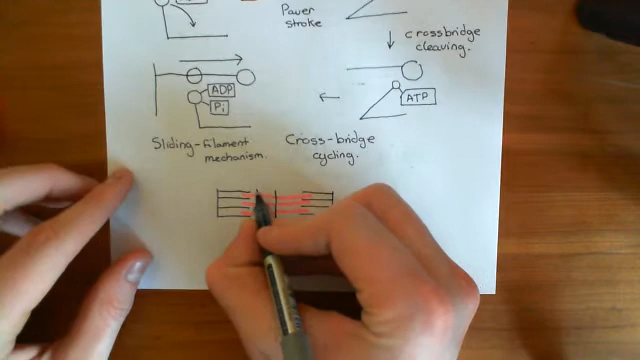 Power
stroke
crossbridge
cleaving.
ADP
Pi
ATP
Sliding-filament
mechanism.
Cross-bridge
cycling.